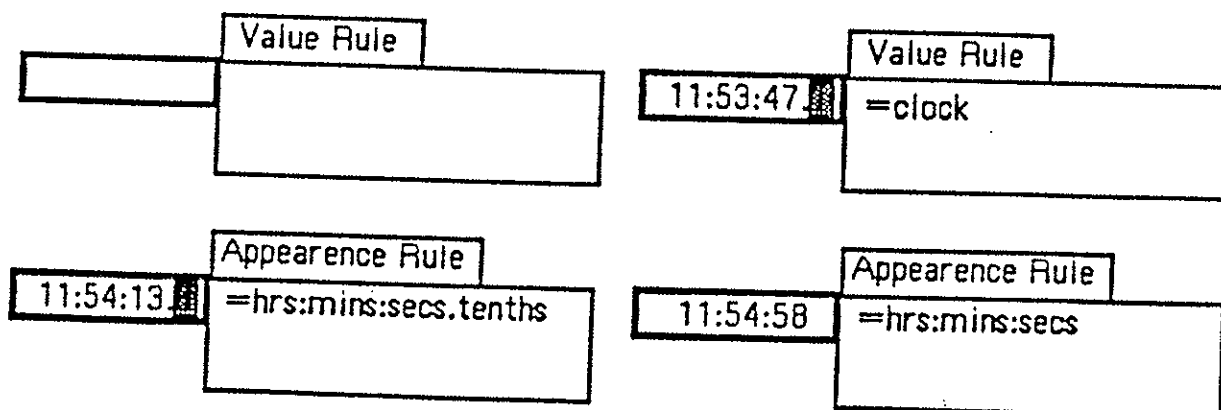 Value Rule
Value Rule
11:53:47.
=clock
Appearence Rule
11:54:13.
=hrs:mins:secs.tenths
Appearence Rule
11:54:58
=hrs:mins:secs